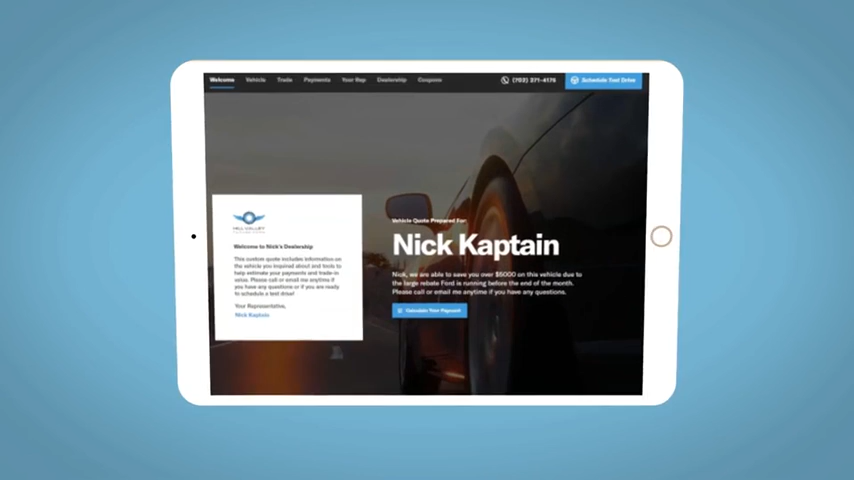 Welcome Vehicle Trade Payments Your Rep Dealership Coupons (702) 271-4176 Schedule Test Drive
HILL VALLEY
Welcome to Nick's Dealership
This custom quote includes information on
the vehicle you inquired about and tools to
help estimate your payments and trade-in
value. Please call or email me anytime if
you have any questions or if you are ready
to schedule a test drive!
Your Representative,
Nick Kaptain
Vehicle Quote Prepared For:
Nick Kaptain
Nick, we are able to save you over $5000 on this vehicle due to
the large rebate Ford is running before the end of the month.
Please call or email me anytime if you have any questions.
Calculate Your Payment